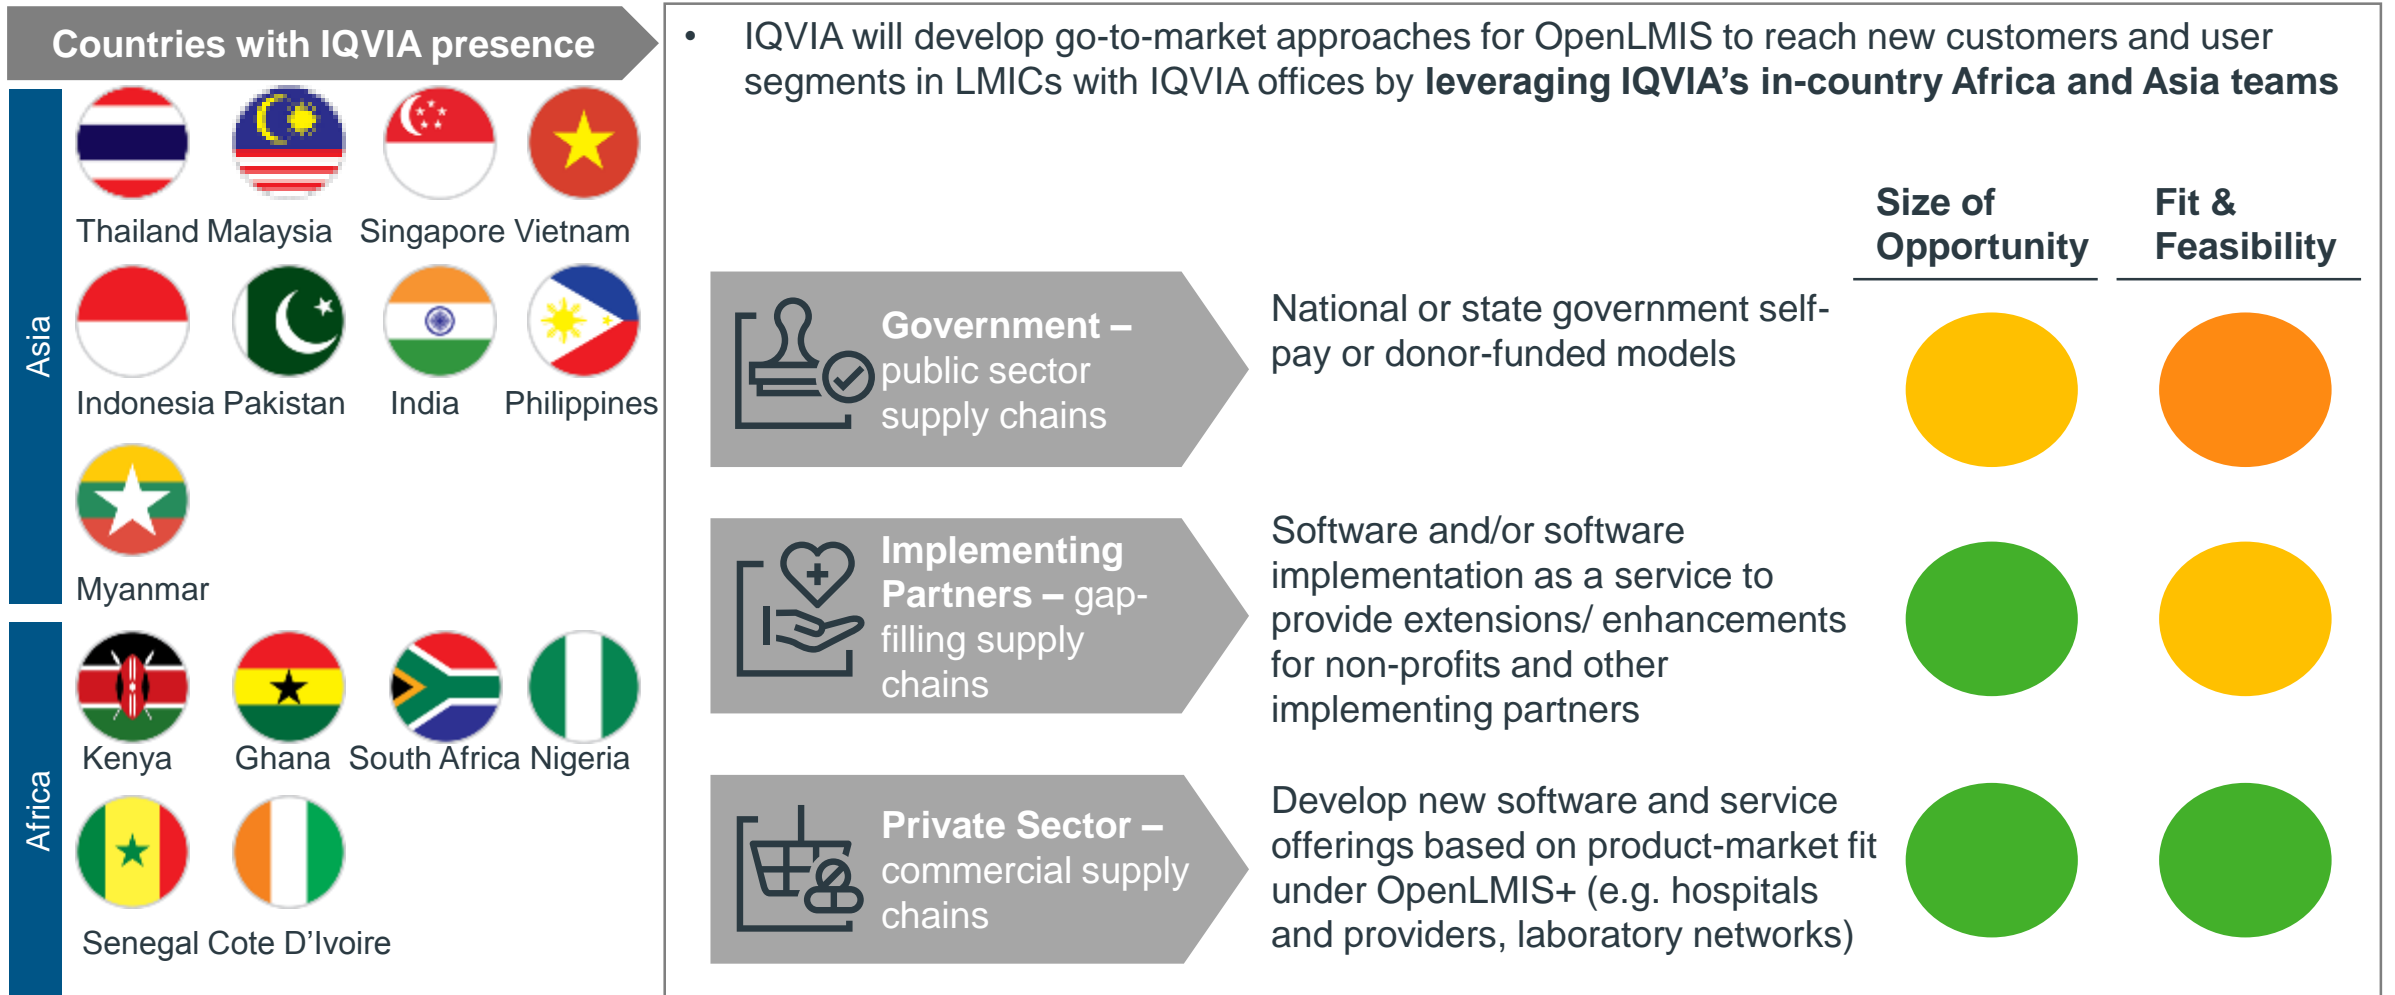 Countries with IQVIA presence
Asia
Thailand Malaysia Singapore Vietnam
Indonesia Pakistan India Philippines
Myanmar
Africa
Kenya Ghana South Africa Nigeria
Senegal Cote D'Ivoire
• IQVIA will develop go-to-market approaches for OpenLMIS to reach new customers and user
segments in LMICs with IQVIA offices by leveraging IQVIA's in-country Africa and Asia teams
Size of
Opportunity
Fit &
Feasibility
Government –
public sector
supply chains
National or state government self-
pay or donor-funded models
Implementing
Partners – gap-
filling supply
chains
Software and/or software
implementation as a service to
provide extensions/ enhancements
for non-profits and other
implementing partners
Private Sector –
commercial supply
chains
Develop new software and service
offerings based on product-market fit
under OpenLMIS+ (e.g. hospitals
and providers, laboratory networks)